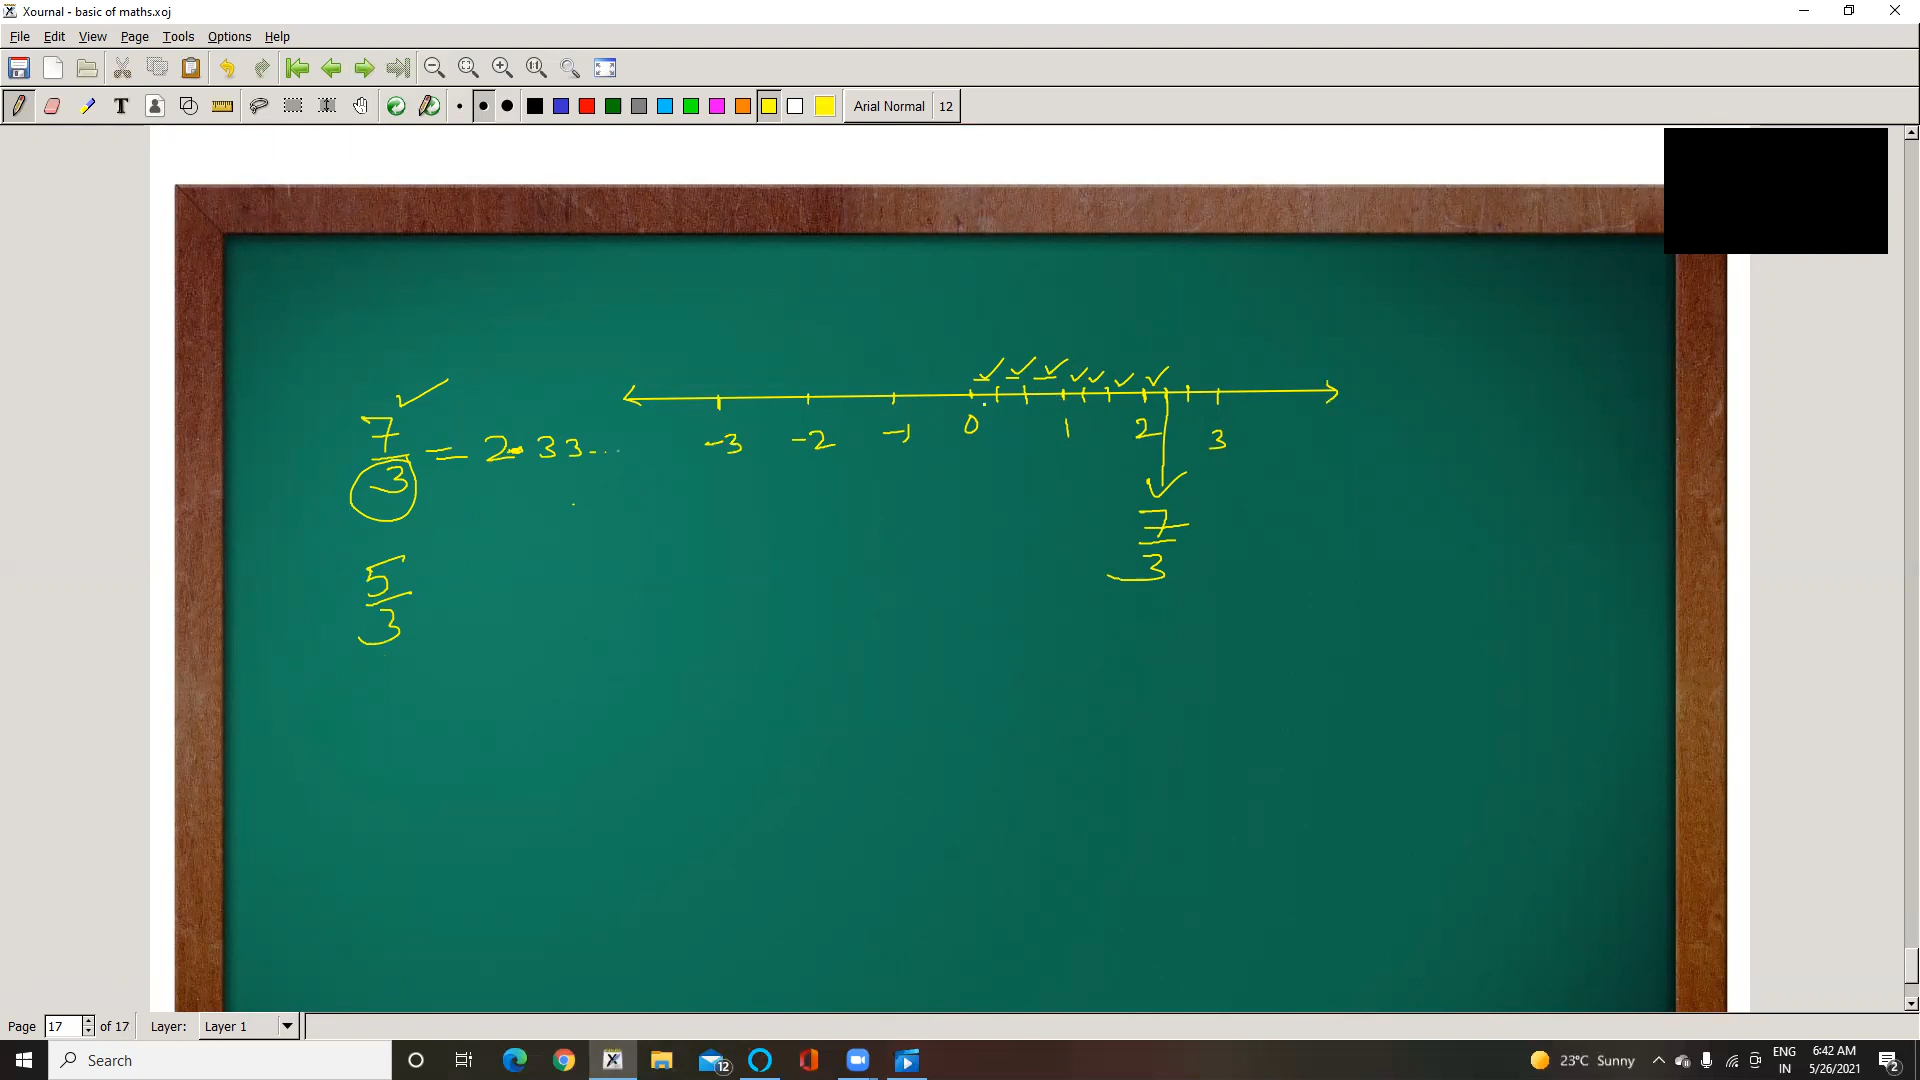 Xournal - basic of maths.xoj
File Edit View Page Tools Options Help
Arial Normal 12
7/3 = 2.33...
5/3
-3 -2 -1 0 1 2 3
7/3
Page 17 of 17 Layer: Layer 1
Search
12
23°C Sunny
ENG
IN
6:42 AM
5/26/2021
2